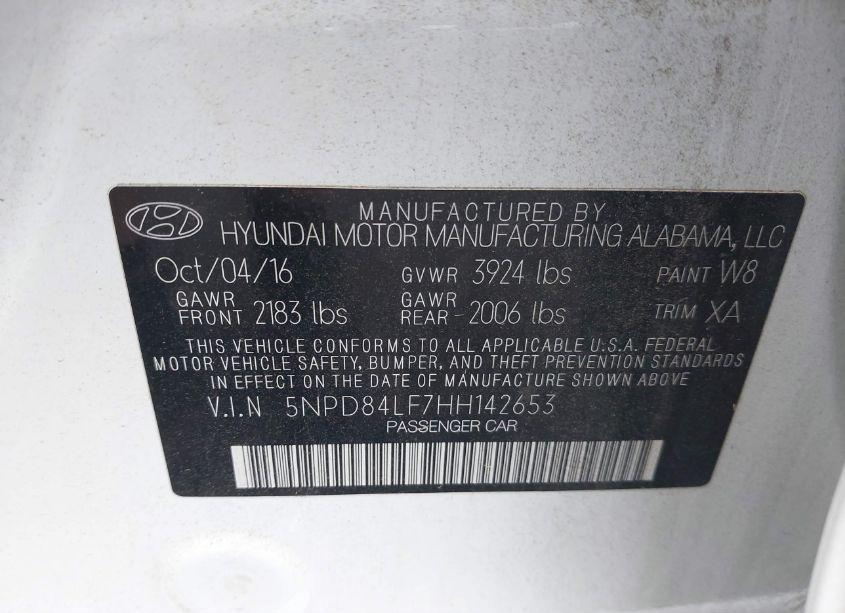 MANUFACTURED BY
HYUNDAI MOTOR MANUFACTURING ALABAMA, LLC
Oct/04/16 GVWR 3924 lbs PAINT W8
GAWR FRONT 2183 lbs GAWR REAR 2006 lbs TRIM XA
THIS VEHICLE CONFORMS TO ALL APPLICABLE U.S.A. FEDERAL
MOTOR VEHICLE SAFETY, BUMPER, AND THEFT PREVENTION STANDARDS
IN EFFECT ON THE DATE OF MANUFACTURE SHOWN ABOVE
V.I.N 5NPD84LF7HH142653
PASSENGER CAR